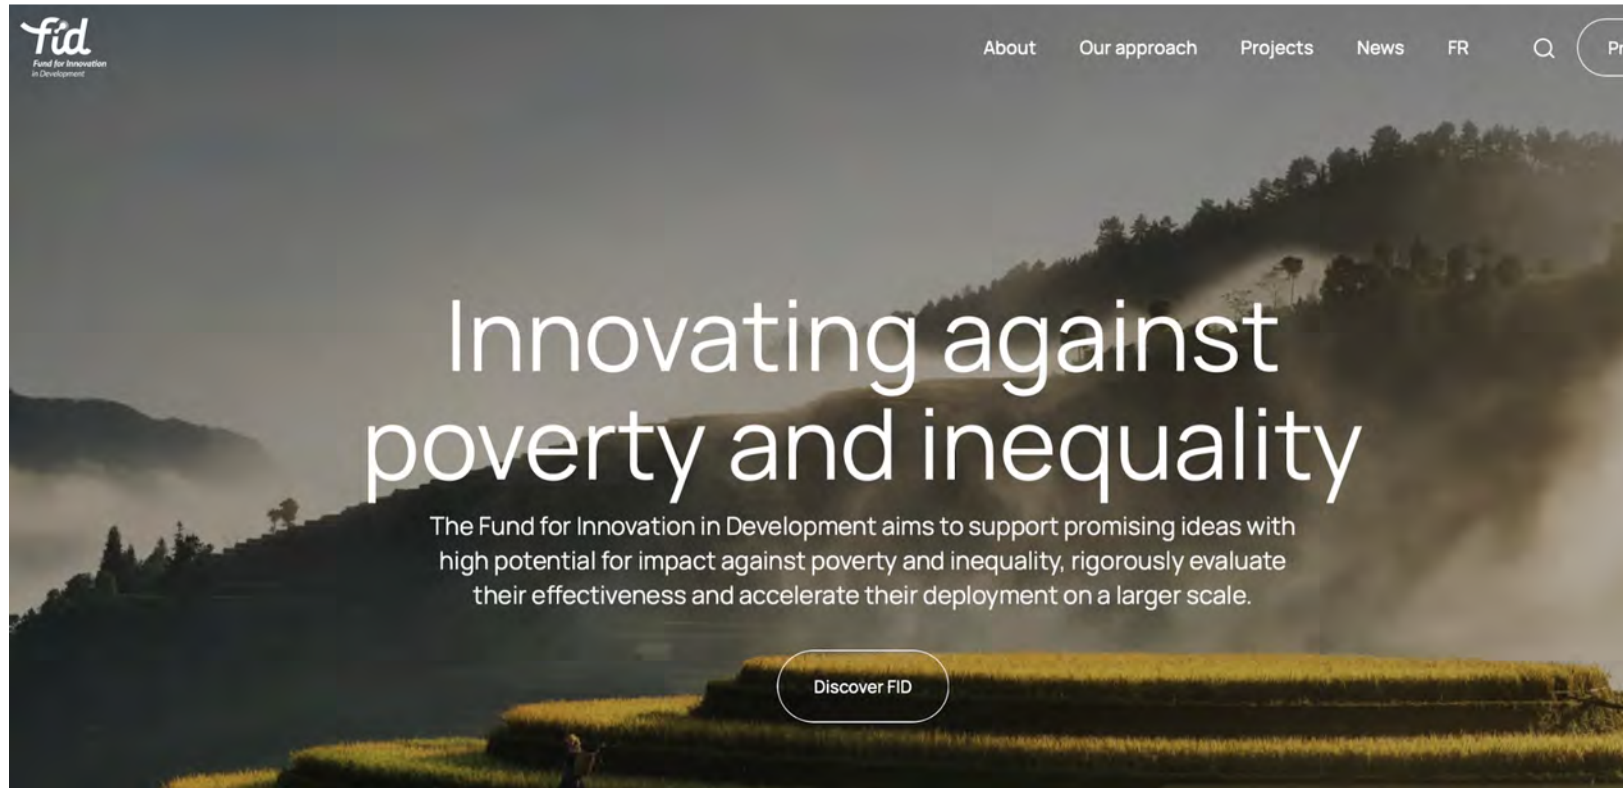 fid
Fund for Innovation
in Development
About Our approach Projects News FR
Innovating against
poverty and inequality
The Fund for Innovation in Development aims to support promising ideas with
high potential for impact against poverty and inequality, rigorously evaluate
their effectiveness and accelerate their deployment on a larger scale.
Discover FID